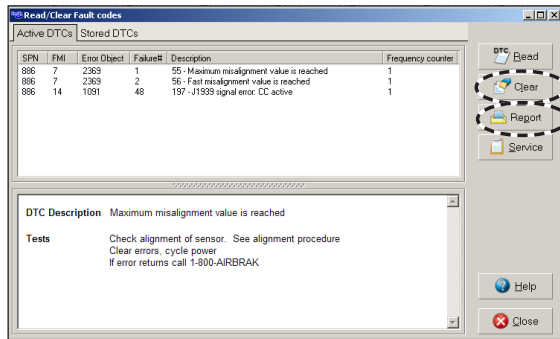 Read/Clear Fault codes
Active DTCs Stored DTCs
SPN FMI Error Object Failure# Description Frequency counter
886 7 2369 1 55 - Maximum misalignment value is reached 1
886 7 2369 2 56 - Fast misalignment value is reached 1
886 14 1091 48 197 - J1939 signal error: CC active 1
DTC Read
Clear
Report
Service
DTC Description Maximum misalignment value is reached
Tests Check alignment of sensor. See alignment procedure
Clear errors, cycle power
If error returns call 1-800-AIRBRAK
Help
Close